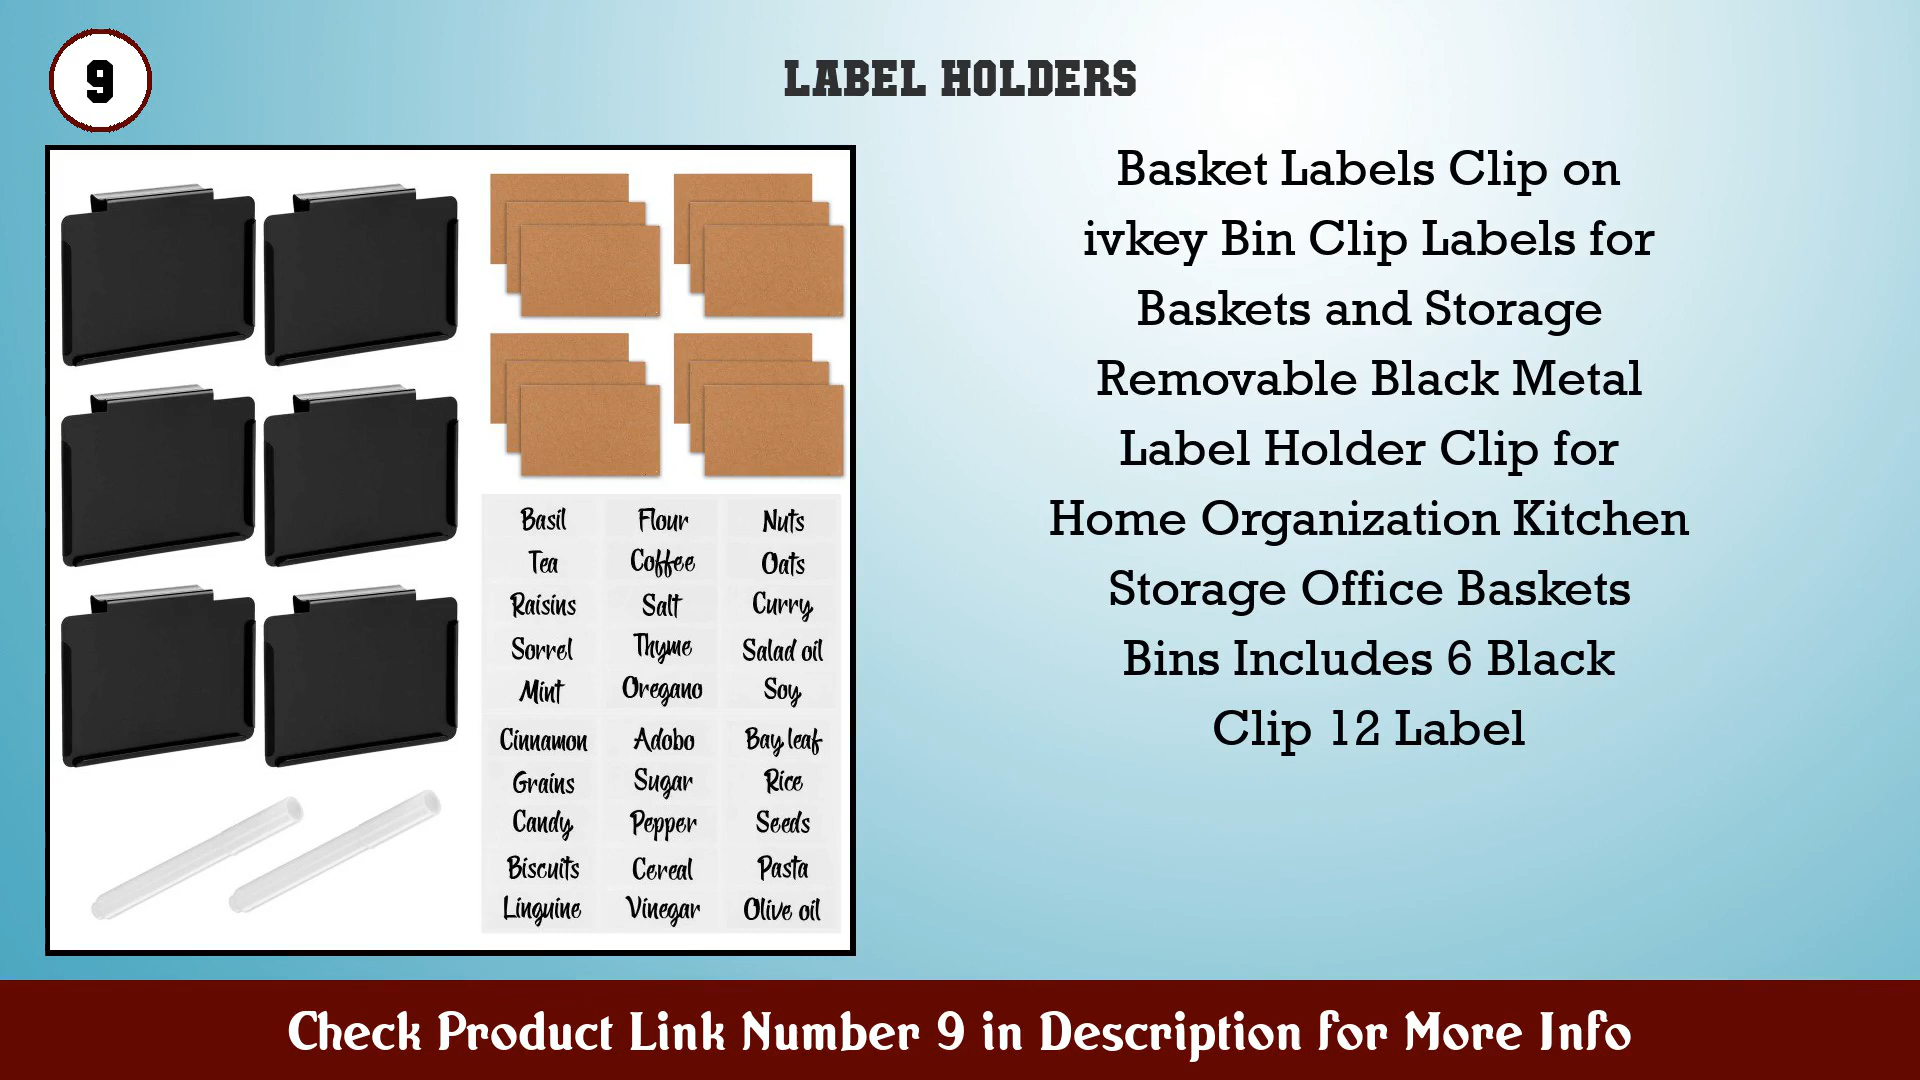 9
LABEL HOLDERS
Basket Labels Clip on
ivkey Bin Clip Labels for
Baskets and Storage
Removable Black Metal
Label Holder Clip for
Home Organization Kitchen
Storage Office Baskets
Bins Includes 6 Black
Clip 12 Label
Basil Flour Nuts
Tea Coffee Oats
Raisins Salt Curry
Sorrel Thyme Salad oil
Mint Oregano Soy
Cinnamon Adobo Bay leaf
Grains Sugar Rice
Candy Pepper Seeds
Biscuits Cereal Pasta
Linguine Vinegar Olive oil
Check Product Link Number 9 in Description for More Info